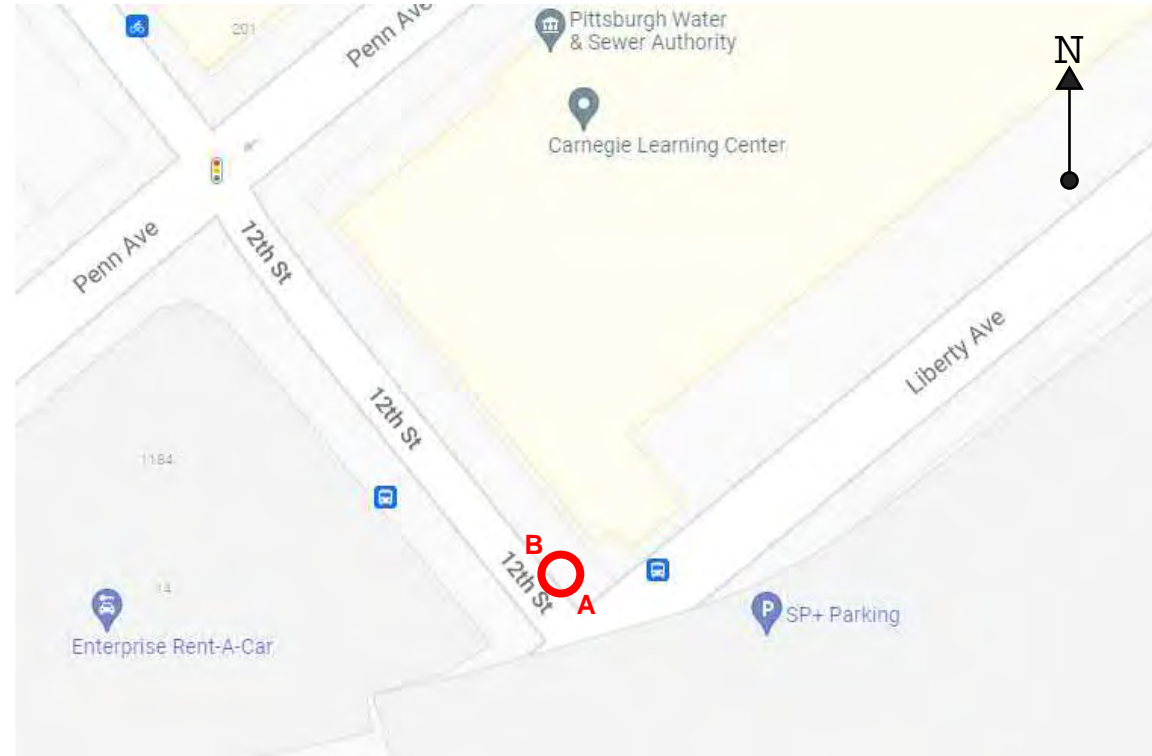 201
Penn Ave
Pittsburgh Water
& Sewer Authority
N
Carnegie Learning Center
Penn Ave
12th St
Liberty Ave
12th St
1184
B
12th St
A
14
P
SP+ Parking
Enterprise Rent-A-Car